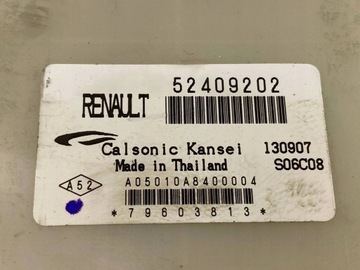 52409202
RENAULT
Calsonic Kansei 130907
Made in Thailand S06C08
A52
A05010A8400004
*79603813*